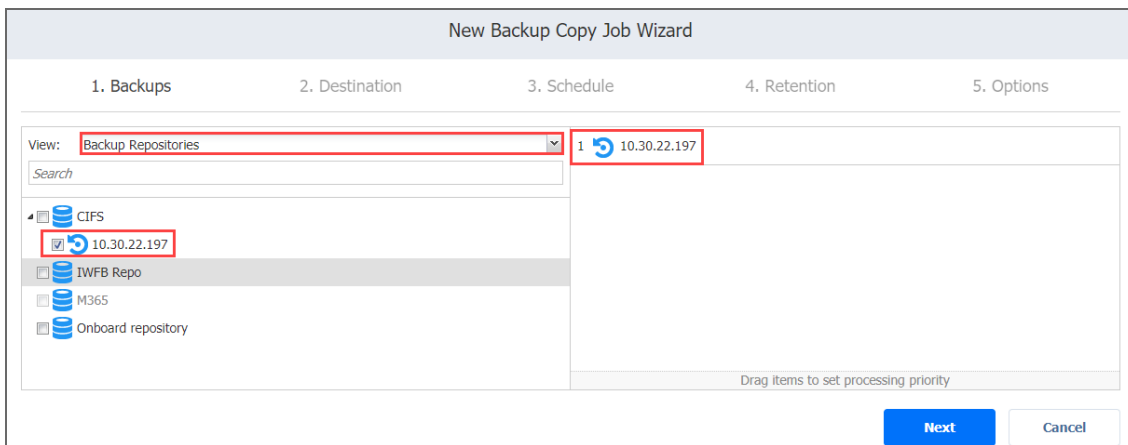 New Backup Copy Job Wizard
1. Backups 2. Destination 3. Schedule 4. Retention 5. Options
View: Backup Repositories
Search
CIFS
10.30.22.197
IWFB Repo
M365
Onboard repository
1 10.30.22.197
Drag items to set processing priority
Next Cancel